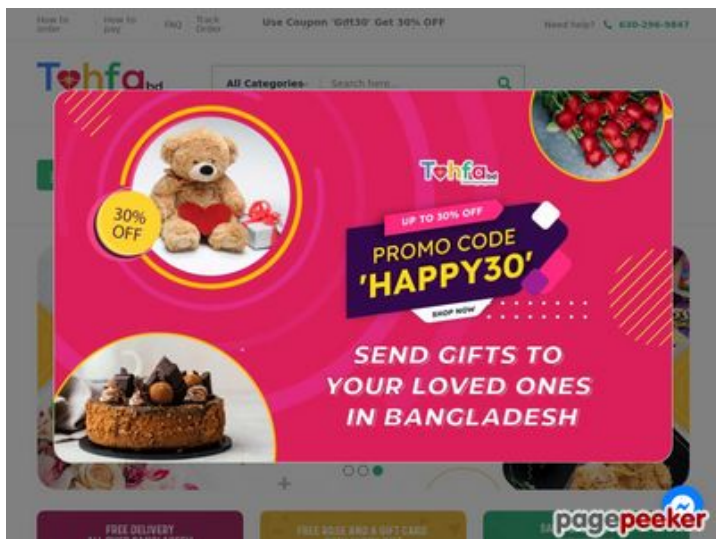 How to order
How to pay
FAQ
Track Order
Use Coupon 'Gift30' Get 30% OFF
Need help?
630-296-9847
Tohfa bd
All Categories
Search here...
30% OFF
Tohfa bd
UP TO 30% OFF
PROMO CODE
'HAPPY30'
SHOP NOW
SEND GIFTS TO
YOUR LOVED ONES
IN BANGLADESH
FREE DELIVERY
FREE ROSE AND A GIFT CARD
pagepeeker